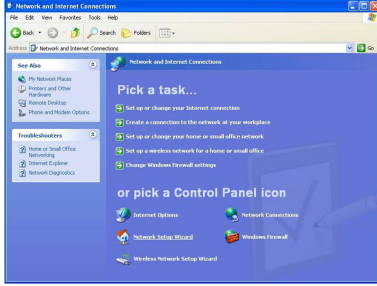 Network and Internet Connections
File Edit View Favorites Tools Help
Back Search Folders
Address Network and Internet Connections Go
See Also
My Network Places
Printers and Other
Hardware
Remote Desktop
Phone and Modem Options
Troubleshooters
Home or Small Office
Networking
Internet Explorer
Network Diagnostics
Network and Internet Connections
Pick a task...
Set up or change your Internet connection
Create a connection to the network at your workplace
Set up or change your home or small office network
Set up a wireless network for a home or small office
Change Windows Firewall settings
or pick a Control Panel icon
Internet Options Network Connections
Network Setup Wizard Windows Firewall
Wireless Network Setup Wizard